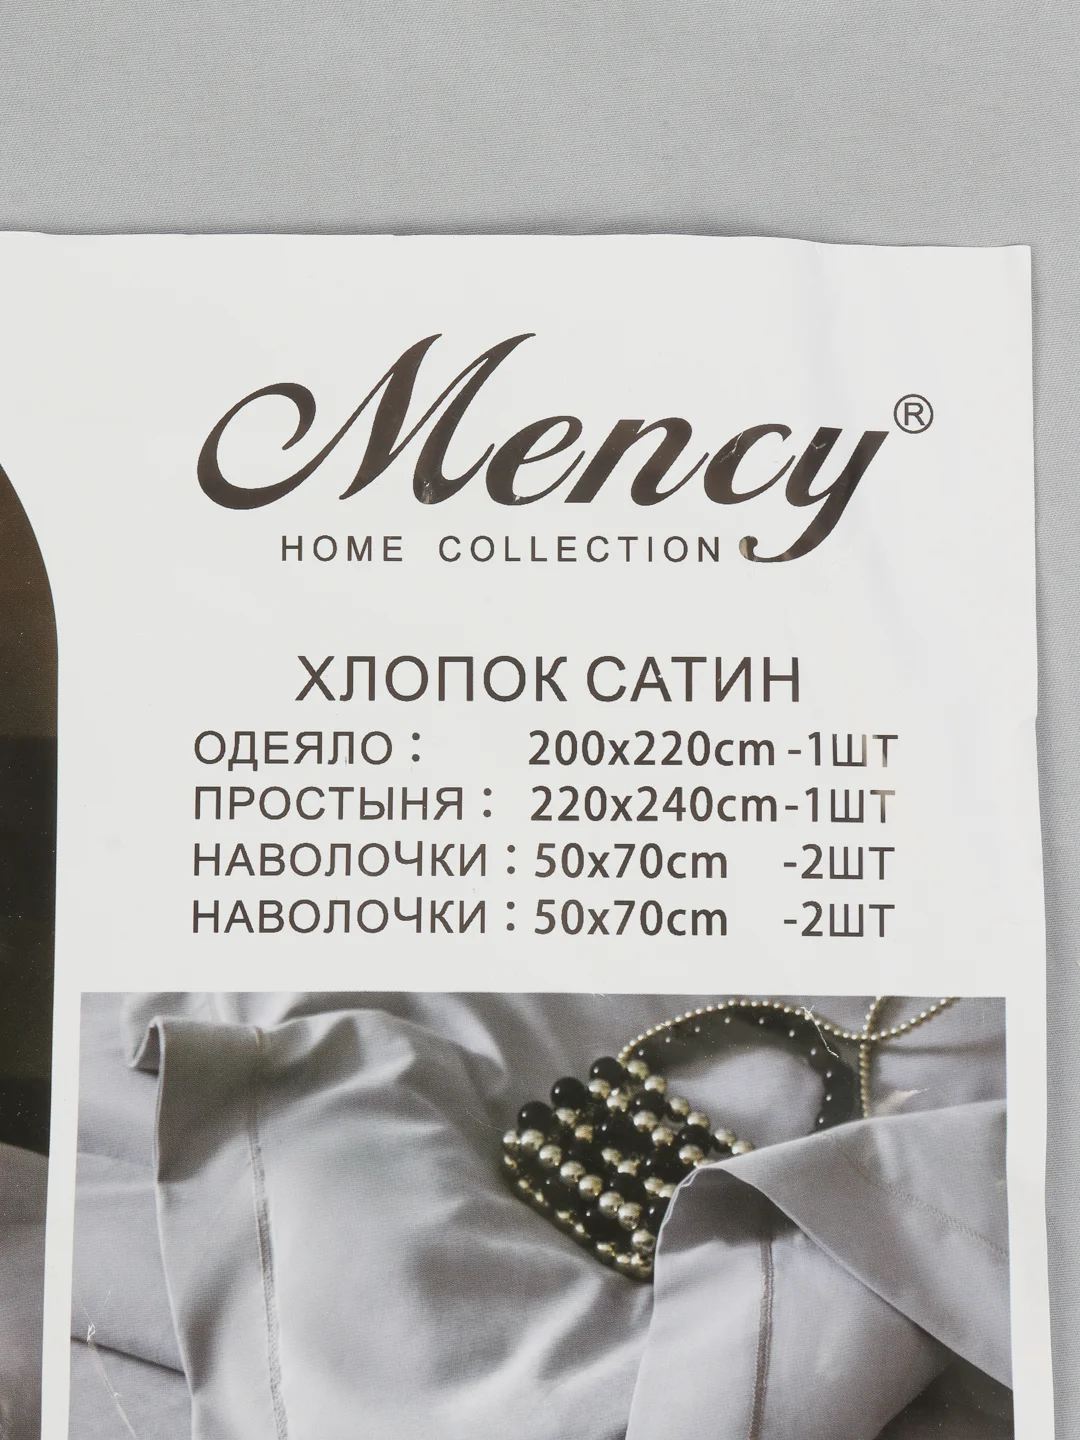 Mency®
HOME COLLECTION
ХЛОПОК САТИН
ОДЕЯЛО : 200x220cm -1ШТ
ПРОСТЫНЯ : 220x240cm-1ШТ
НАВОЛОЧКИ : 50x70cm -2ШТ
НАВОЛОЧКИ : 50x70cm -2ШТ